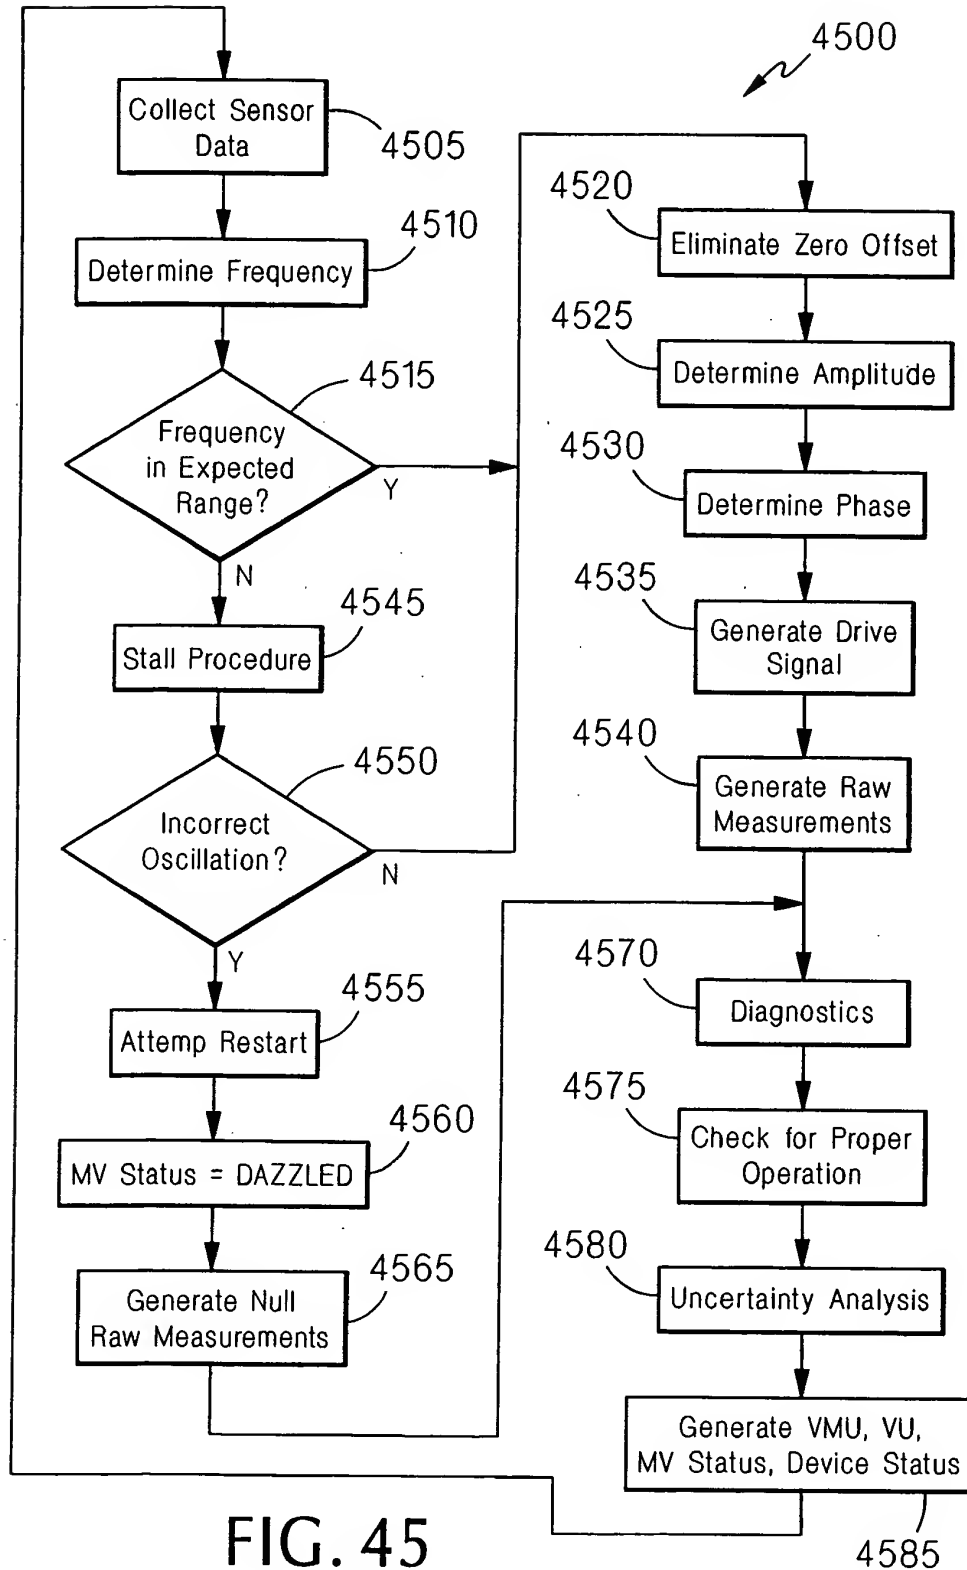 4500
Collect Sensor
Data
4505
4510
Determine Frequency
4515
Frequency
in Expected
Range?
Y
N
4545
Stall Procedure
4550
Incorrect
Oscillation?
N
Y
4555
Attemp Restart
4560
MV Status = DAZZLED
4565
Generate Null
Raw Measurements
4520
Eliminate Zero Offset
4525
Determine Amplitude
4530
Determine Phase
4535
Generate Drive
Signal
4540
Generate Raw
Measurements
4570
Diagnostics
4575
Check for Proper
Operation
4580
Uncertainty Analysis
Generate VMU, VU,
MV Status, Device Status
4585
FIG. 45